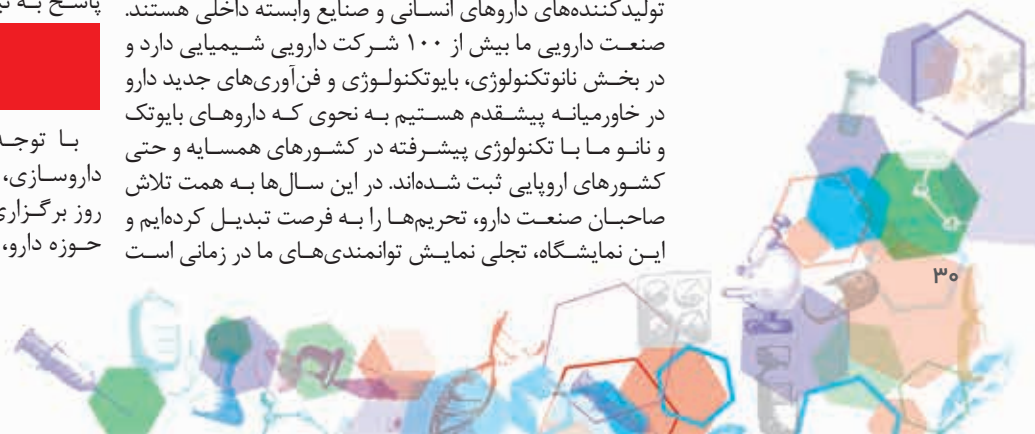 تولیدکننده‌های داروهای انسانی و صنایع وابسته داخلی هستند.
صنعت دارویی ما بیش از ۱۰۰ شرکت دارویی شیمیایی دارد و
در بخش نانوتکنولوژی، بایوتکنولوژی و فن‌آوری‌های جدید دارو
در خاورمیانه پیشقدم هستیم به نحوی که داروهای بایوتک
و نانو ما با تکنولوژی پیشرفته در کشورهای همسایه و حتی
کشورهای اروپایی ثبت شده‌اند. در این سال‌ها به همت تلاش
صاحبان صنعت دارو، تحریم‌ها را به فرصت تبدیل کرده‌ایم و
این نمایشگاه، تجلی نمایش توانمندی‌های ما در زمانی است
پاسخ به
با توجه
داروسازی،
روز برگزاری
حوزه دارو،
۳۰